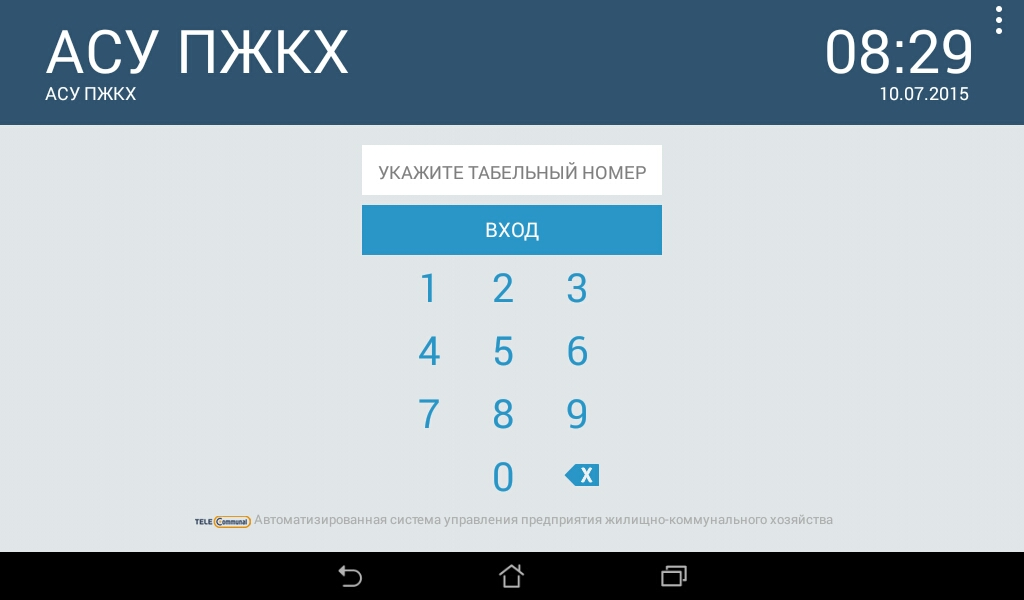 АСУ ПЖКХ
08:29
АСУ ПЖКХ
10.07.2015
УКАЖИТЕ ТАБЕЛЬНЫЙ НОМЕР
ВХОД
1 2 3
4 5 6
7 8 9
0 X
TELE Communal Автоматизированная система управления предприятия жилищно-коммунального хозяйства